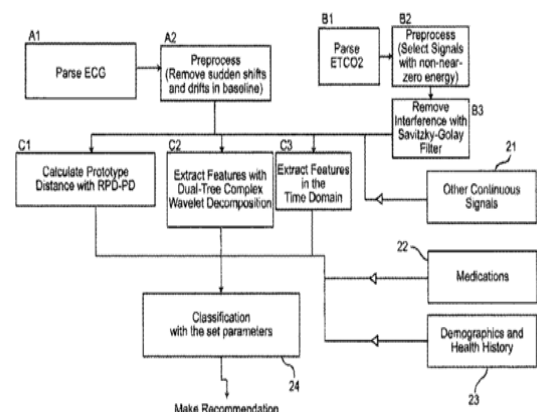 A1
Parse ECG
A2
Preprocess
(Remove sudden shifts
and drifts in baseline)
B1
Parse
ETCO2
B2
Preprocess
(Select Signals
with non-near-
zero energy)
B3
Remove
Interference with
Savitzky-Golay
Filter
C1
Calculate Prototype
Distance with RPD-PD
C2
Extract Features with
Dual-Tree Complex
Wavelet Decomposition
C3
Extract Features
in the
Time Domain
21
Other Continuous
Signals
22
Medications
Demographics and
Health History
23
Classification
with the set parameters
24
Make Recommendation